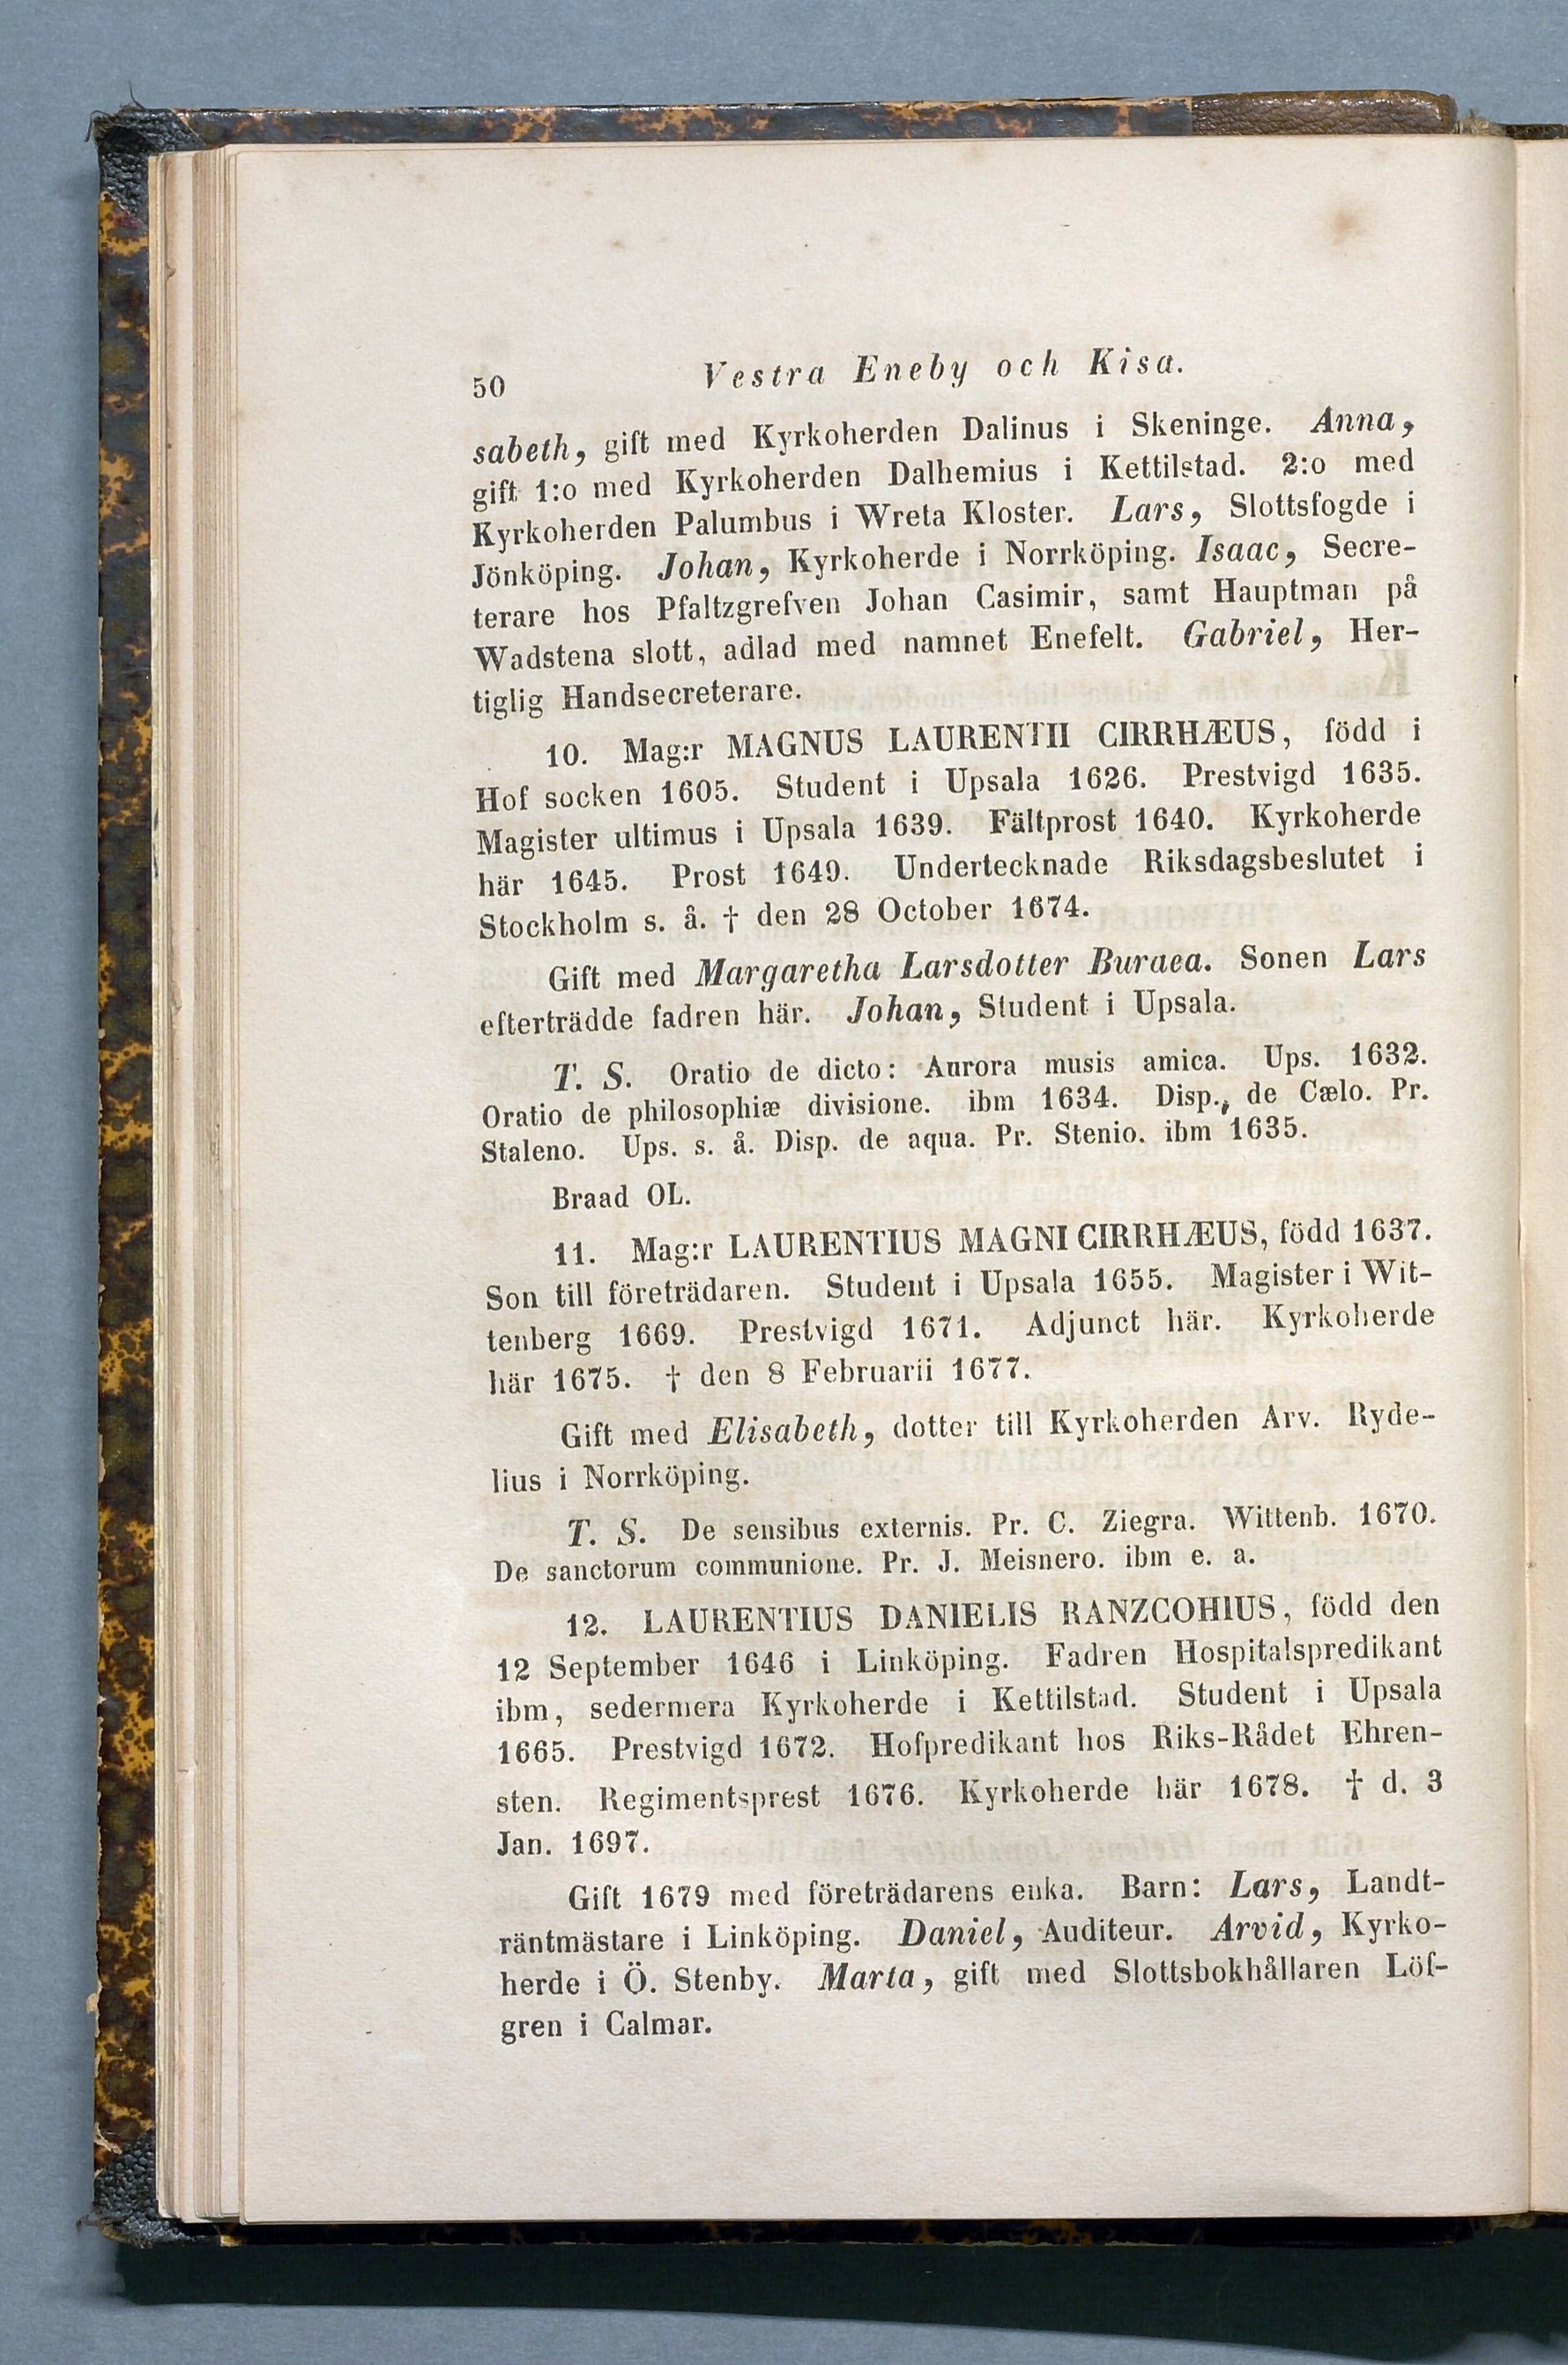 50 Vestra Eneby och Kisa.
sabeth, gift med Kyrkoherden Dalinus i Skeninge. Anna,
gift 1:o med Kyrkoherden Dalhemius i Kettilstad. 2:o med
Kyrkoherden Palumbus i Wreta Kloster. Lars, Slottsfogde i
Jönköping. Johan, Kyrkoherde i Norrköping. Isaac, Secre-
terare hos Pfaltzgrefven Johan Casimir, samt Hauptman på
Wadstena slott, adlad med namnet Enefelt. Gabriel, Her-
tiglig Handsecreterare.
10. Mag:r MAGNUS LAURENTII CIRRHÆUS, född i
Hof socken 1605. Student i Upsala 1626. Prestvigd 1635.
Magister ultimus i Upsala 1639. Fältprost 1640. Kyrkoherde
här 1645. Prost 1649. Undertecknade Riksdagsbeslutet i
Stockholm s. å. † den 28 October 1674.
Gift med Margaretha Larsdotter Buraea. Sonen Lars
efterträdde fadren här. Johan, Student i Upsala.
T. S. Oratio de dicto: Aurora musis amica. Ups. 1632.
Oratio de philosophiæ divisione. ibm 1634. Disp., de Cælo. Pr.
Staleno. Ups. s. å. Disp. de aqua. Pr. Stenio. ibm 1635.
Braad OL.
11. Mag:r LAURENTIUS MAGNI CIRRHÆUS, född 1637.
Son till företrädaren. Student i Upsala 1655. Magister i Wit-
tenberg 1669. Prestvigd 1671. Adjunct här. Kyrkoherde
här 1675. † den 8 Februarii 1677.
Gift med Elisabeth, dotter till Kyrkoherden Arv. Ryde-
lius i Norrköping.
T. S. De sensibus externis. Pr. C. Ziegra. Wittenb. 1670.
De sanctorum communione. Pr. J. Meisnero. ibm e. a.
12. LAURENTIUS DANIELIS RANZCOHIUS, född den
12 September 1646 i Linköping. Fadren Hospitalspredikant
ibm, sedermera Kyrkoherde i Kettilstad. Student i Upsala
1665. Prestvigd 1672. Hofpredikant hos Riks-Rådet Ehren-
sten. Regimentsprest 1676. Kyrkoherde här 1678. † d. 3
Jan. 1697.
Gift 1679 med företrädarens enka. Barn: Lars, Landt-
räntmästare i Linköping. Daniel, Auditeur. Arvid, Kyrko-
herde i Ö. Stenby. Marta, gift med Slottsbokhållaren Löf-
gren i Calmar.